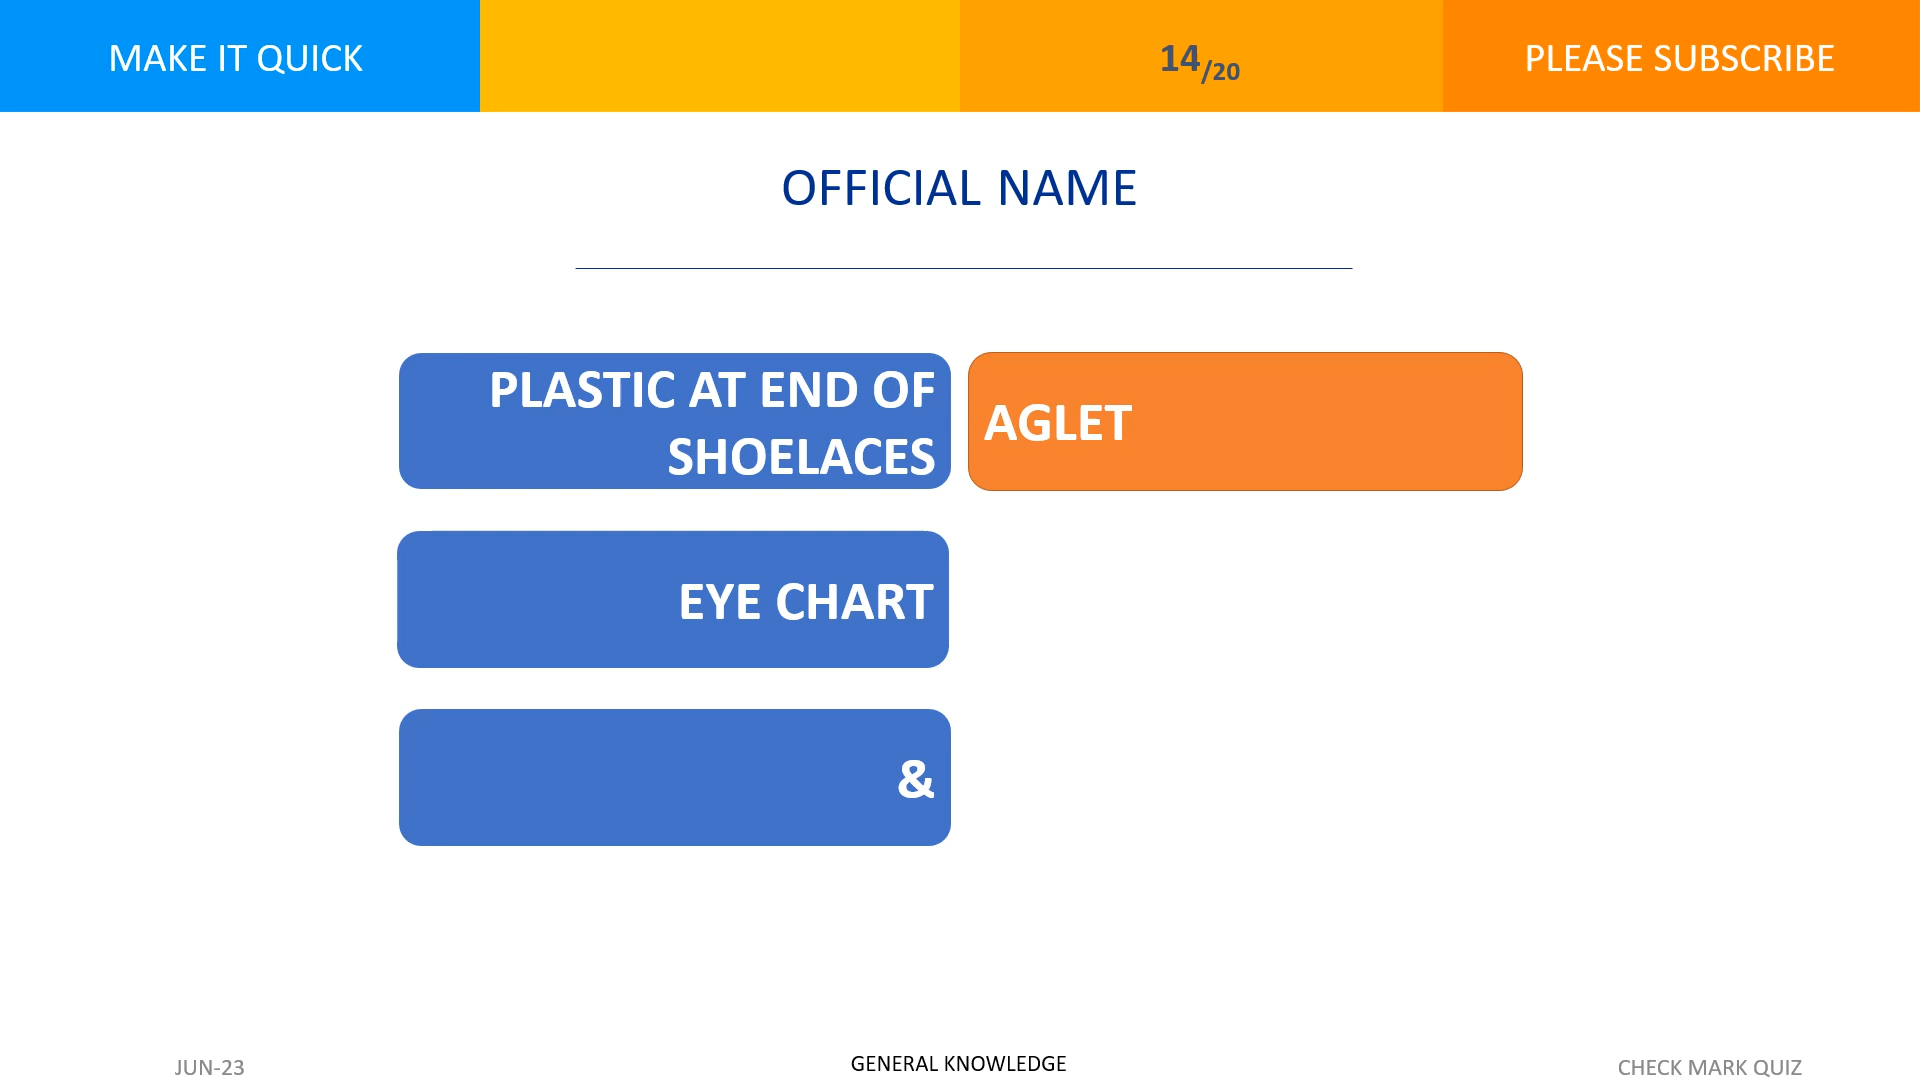 MAKE IT QUICK
14/20
PLEASE SUBSCRIBE
OFFICIAL NAME
PLASTIC AT END OF
SHOELACES
AGLET
EYE CHART
&
JUN-23
GENERAL KNOWLEDGE
CHECK MARK QUIZ